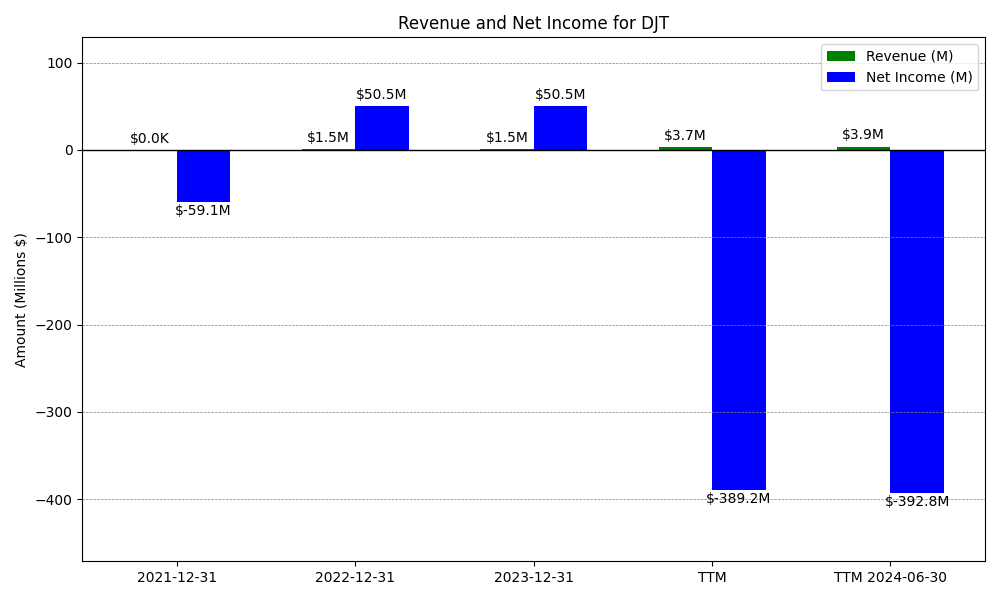 Revenue and Net Income for DJT
Revenue (M)
Net Income (M)
Amount (Millions $)
100
0
−100
−200
−300
−400
$0.0K
$-59.1M
$1.5M
$50.5M
$1.5M
$50.5M
$3.7M
$-389.2M
$3.9M
$-392.8M
2021-12-31
2022-12-31
2023-12-31
TTM
TTM 2024-06-30